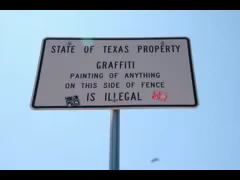 STATE OF TEXAS PROPERTY
GRAFFITI
PAINTING OF ANYTHING
ON THIS SIDE OF FENCE
IS ILLEGAL